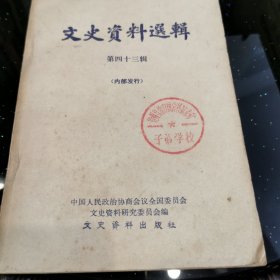 文史資料選輯
第四十三辑
（内部发行）
子弟学校
中国人民政治协商会议全国委员会
文史资料研究委员会编
文史资料出版社